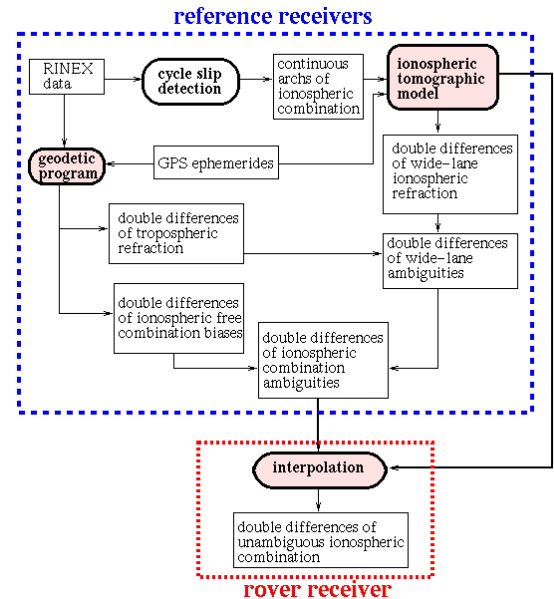 reference receivers
RINEX
data
cycle slip
detection
continuous
archs of
ionospheric
combination
ionospheric
tomographic
model
geodetic
program
GPS ephemerides
double differences
of wide-lane
ionospheric
refraction
double differences
of tropospheric
refraction
double differences
of wide-lane
ambiguities
double differences
of ionospheric free
combination biases
double differences
of ionospheric
combination
ambiguities
interpolation
double differences of
unambiguous ionospheric
combination
rover receiver